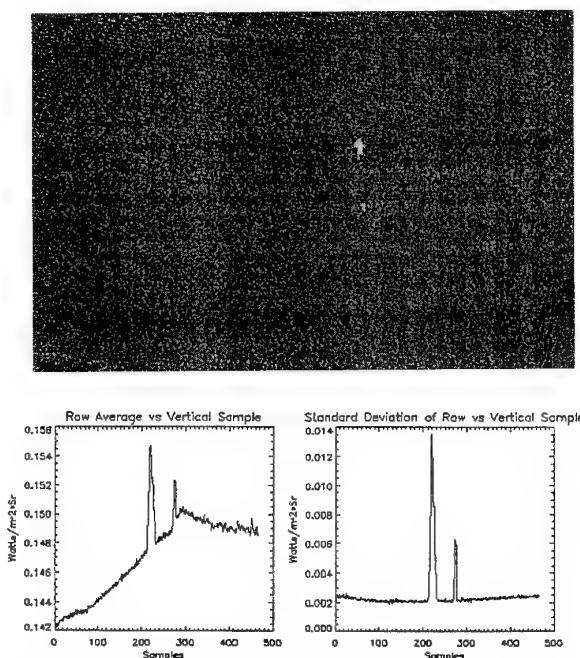 Row Average vs Vertical Sample
Standard Deviation of Row vs Vertical Sample
Watts/m^2*Sr
0.156
0.154
0.152
0.150
0.148
0.146
0.144
0.142
0 100 200 300 400 500
Samples
Watts/m^2*Sr
0.014
0.012
0.010
0.008
0.006
0.004
0.002
0.000
0 100 200 300 400 500
Samples